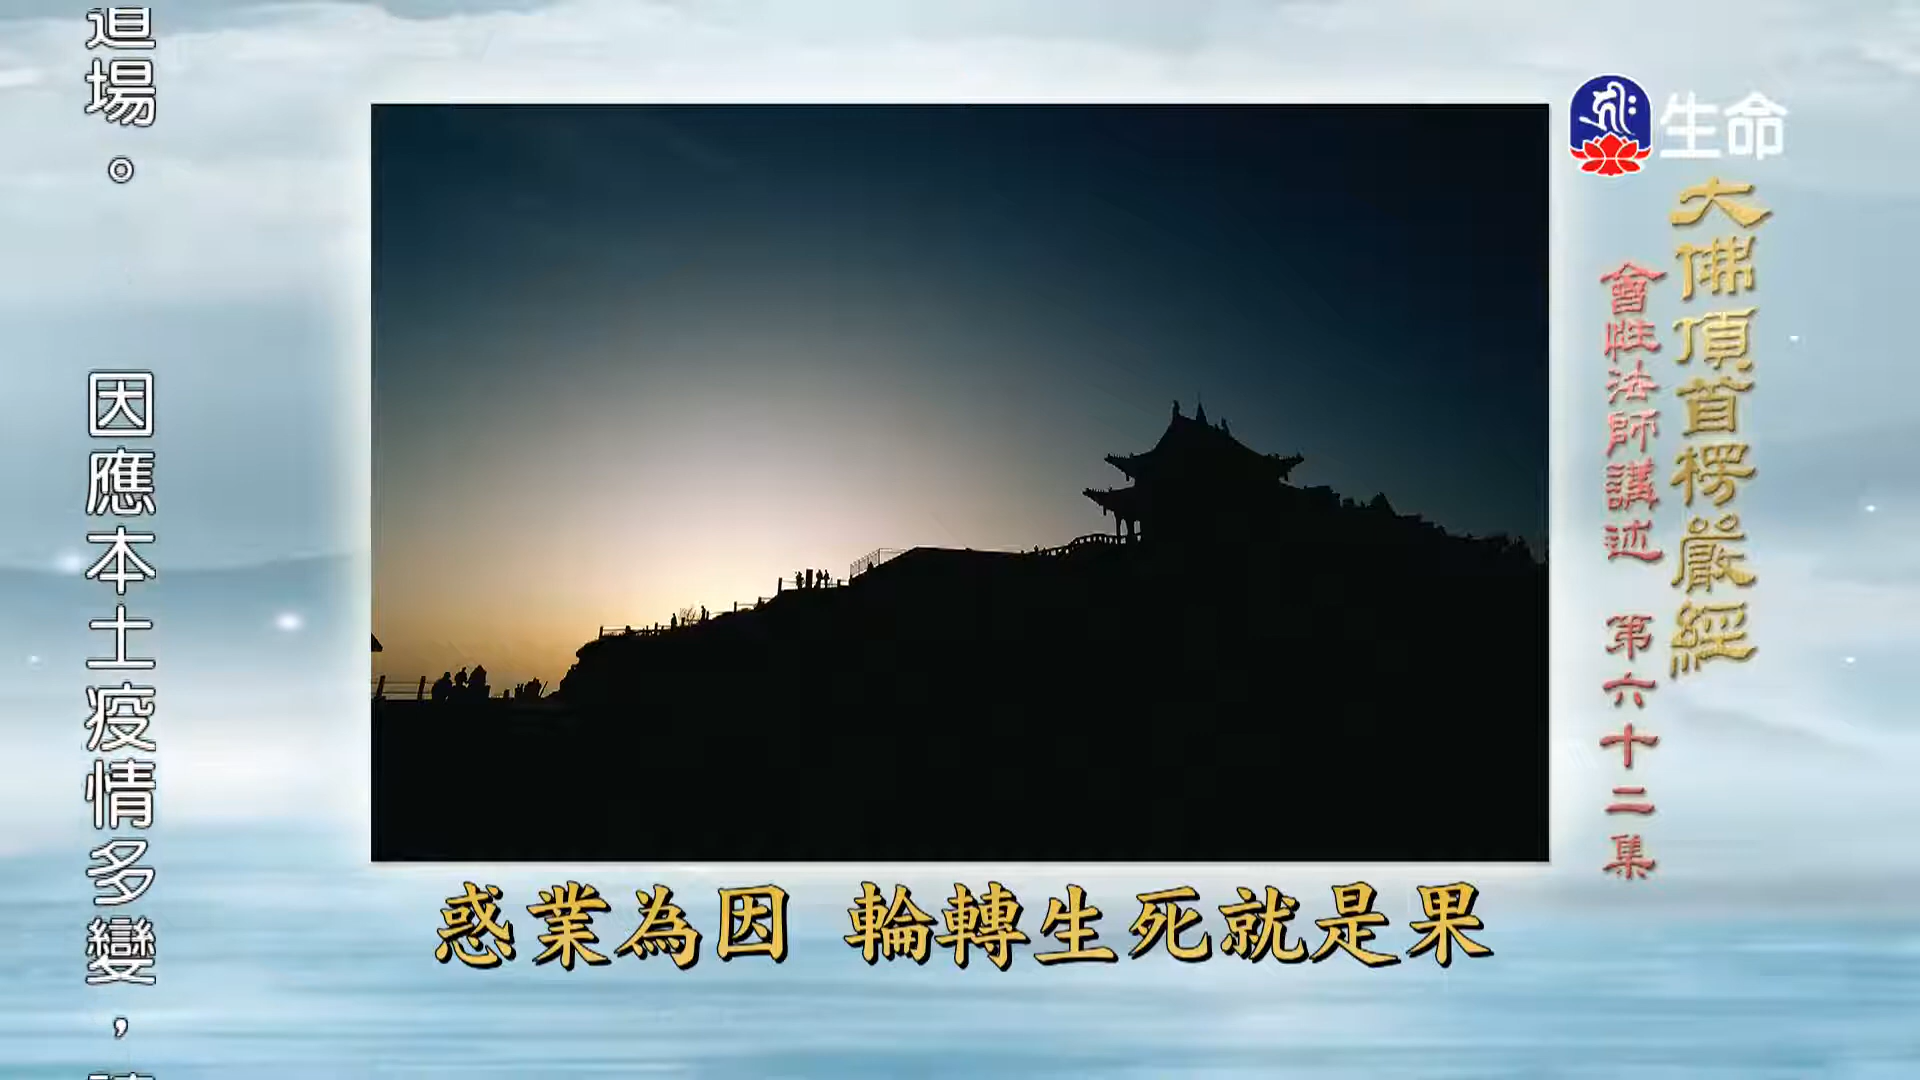 生命
大佛頂首楞嚴經
會性法師講述 第六十二集
道場。 因應本土疫情多變，
惑業為因 輪轉生死就是果